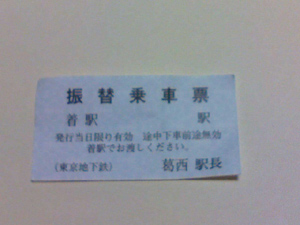 振替乗車票
着駅 駅
発行当日限り有効 途中下車前途無効
着駅でお渡しください。
(東京地下鉄) 葛西 駅長